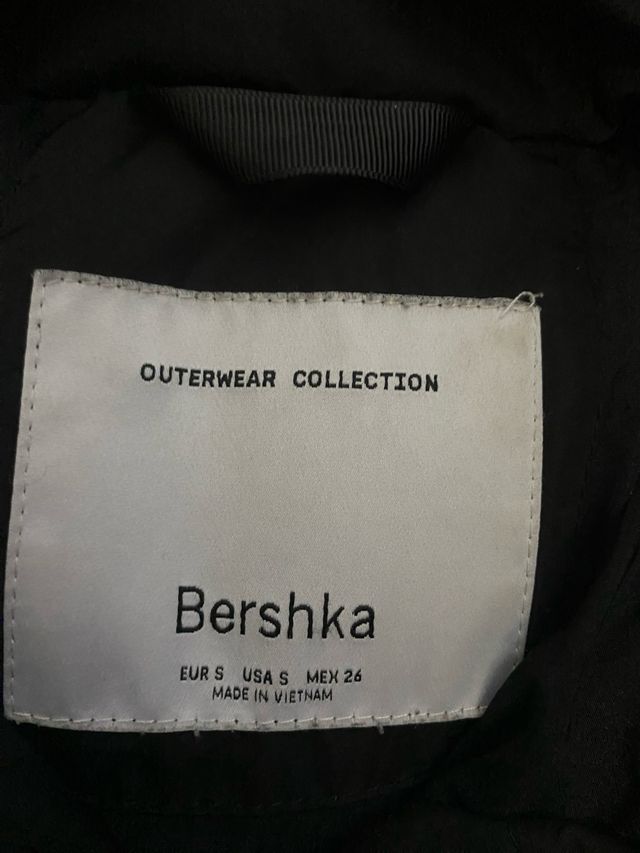 OUTERWEAR COLLECTION
Bershka
EUR S USA S MEX 26
MADE IN VIETNAM